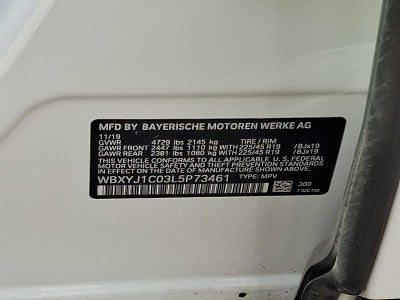 MFD BY BAYERISCHE MOTOREN WERKE AG
11/19 TIRE / RIM
GVWR 4729 lbs 2145 kg
GAWR FRONT 2447 lbs 1110 kg 225/45 R19 /8Jx19
GAWR REAR 2381 lbs 1080 kg 225/45 R19 /8Jx19
THIS VEHICLE CONFORMS TO ALL APPLICABLE U.S. FEDERAL
MOTOR VEHICLE SAFETY STANDARDS IN EFFECT ON THE
DATE OF MANUFACTURE SHOWN ABOVE.
WBXYJ1C03L5P73461 TYPE: MPV 300